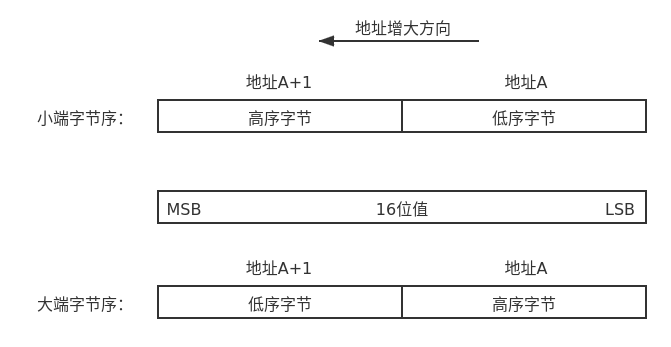 地址增大方向
地址A+1 地址A
小端字节序： 高序字节 低序字节
MSB 16位值 LSB
地址A+1 地址A
大端字节序： 低序字节 高序字节